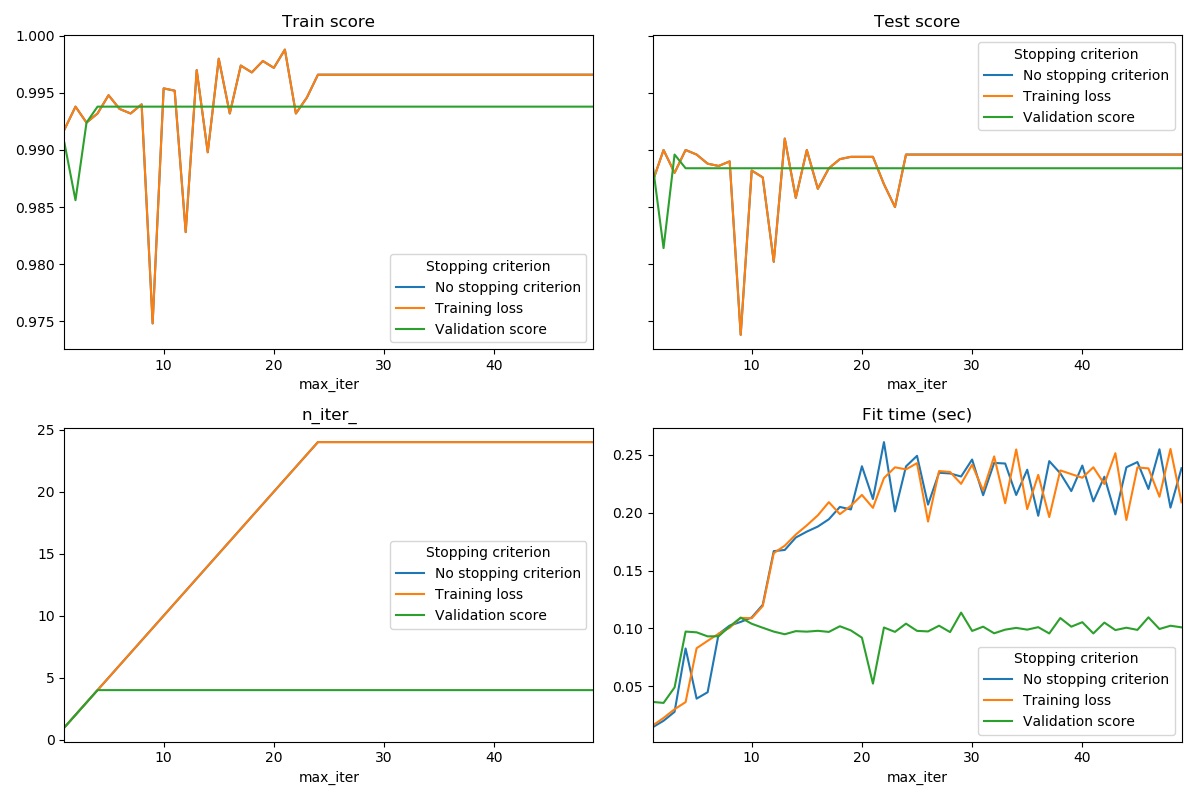 Train score
1.000
0.995
0.990
0.985
0.980
0.975
Stopping criterion
No stopping criterion
Training loss
Validation score
10
20
30
40
max_iter
Test score
Stopping criterion
No stopping criterion
Training loss
Validation score
10
20
30
40
max_iter
n_iter_
25
20
15
10
5
0
Stopping criterion
No stopping criterion
Training loss
Validation score
10
20
30
40
max_iter
Fit time (sec)
0.25
0.20
0.15
0.10
0.05
Stopping criterion
No stopping criterion
Training loss
Validation score
10
20
30
40
max_iter